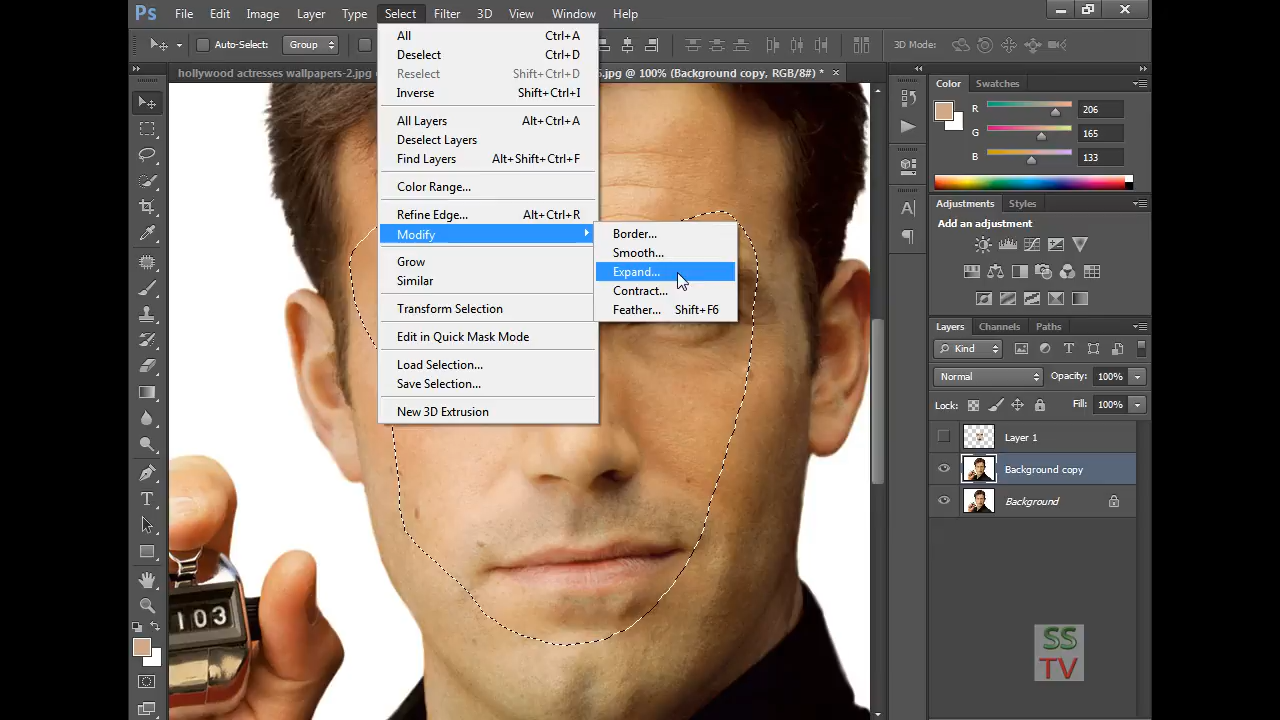 Ps File Edit Image Layer Type Select Filter 3D View Window Help
Auto-Select: Group 3D Mode:
hollywood actresses wallpapers-2.jpg .jpg @ 100% (Background copy, RGB/8#) * ×
All Ctrl+A
Deselect Ctrl+D
Reselect Shift+Ctrl+D
Inverse Shift+Ctrl+I
All Layers Alt+Ctrl+A
Deselect Layers
Find Layers Alt+Shift+Ctrl+F
Color Range...
Refine Edge... Alt+Ctrl+R
Modify
Grow
Similar
Transform Selection
Edit in Quick Mask Mode
Load Selection...
Save Selection...
New 3D Extrusion
Border...
Smooth...
Expand...
Contract...
Feather... Shift+F6
Color Swatches
R 206
G 165
B 133
Adjustments Styles
Add an adjustment
Layers Channels Paths
Kind
Normal Opacity: 100%
Lock: Fill: 100%
Layer 1
Background copy
Background
103
SS
TV